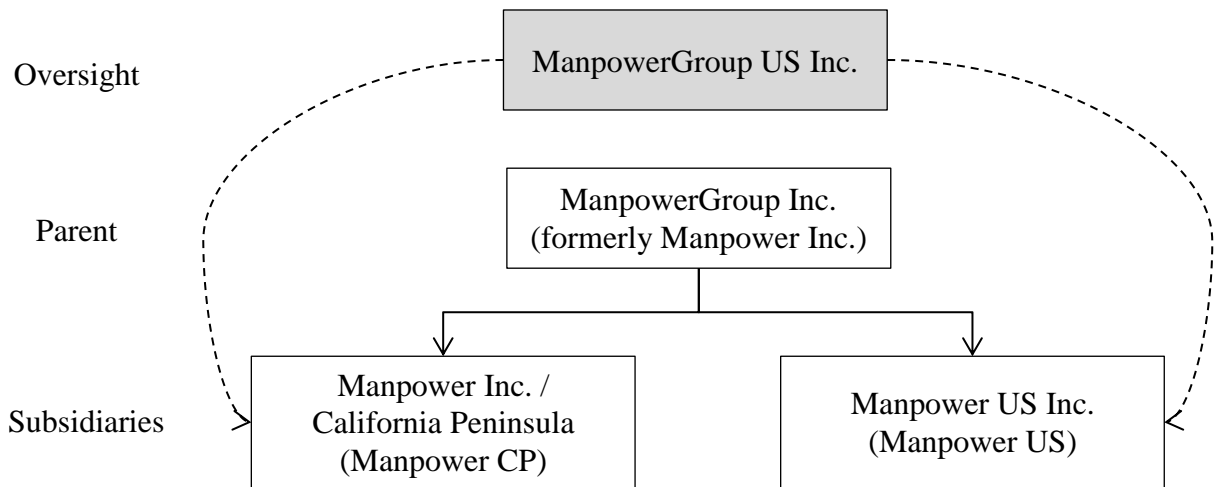 Oversight
ManpowerGroup US Inc.
Parent
ManpowerGroup Inc.
(formerly Manpower Inc.)
Subsidiaries
Manpower Inc. /
California Peninsula
(Manpower CP)
Manpower US Inc.
(Manpower US)